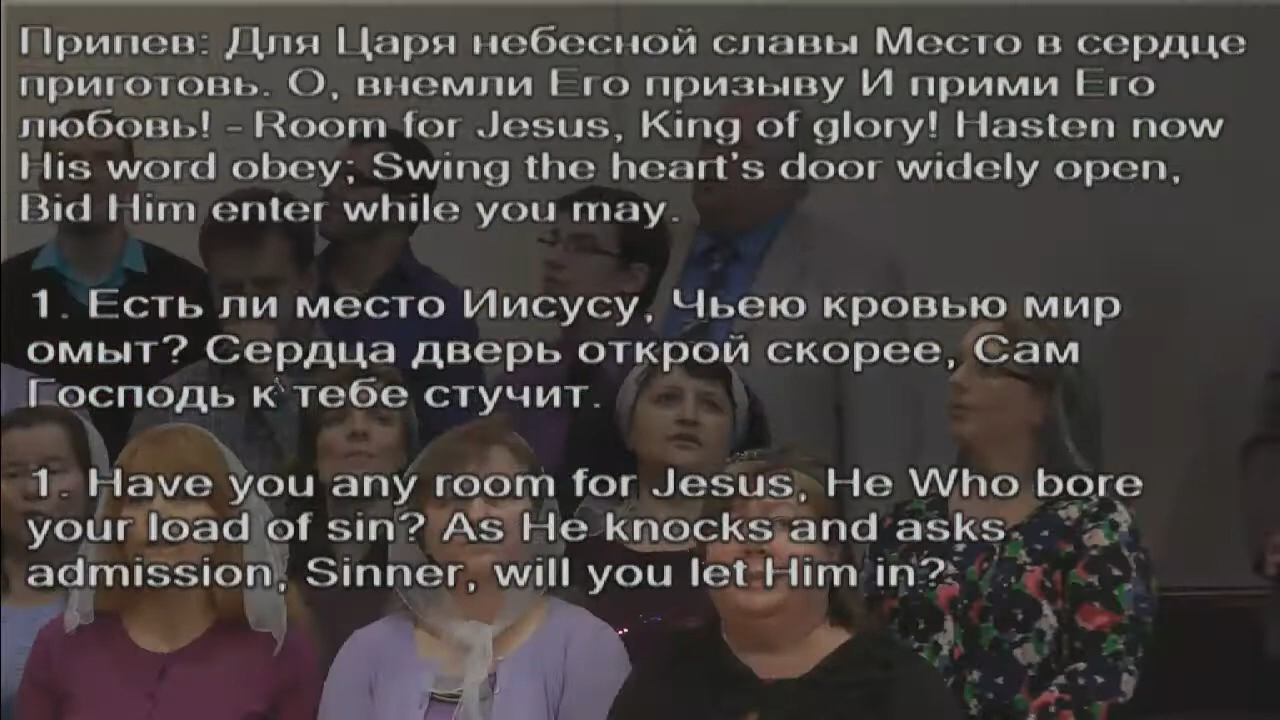 Припев: Для Царя небесной славы Место в сердце
приготовь. О, внемли Его призыву И прими Его
любовь! - Room for Jesus, King of glory! Hasten now
His word obey; Swing the heart's door widely open,
Bid Him enter while you may.
1. Есть ли место Иисусу, Чьею кровью мир
омыт? Сердца дверь открой скорее, Сам
Господь к тебе стучит.
1. Have you any room for Jesus, He Who bore
your load of sin? As He knocks and asks
admission, Sinner, will you let Him in?